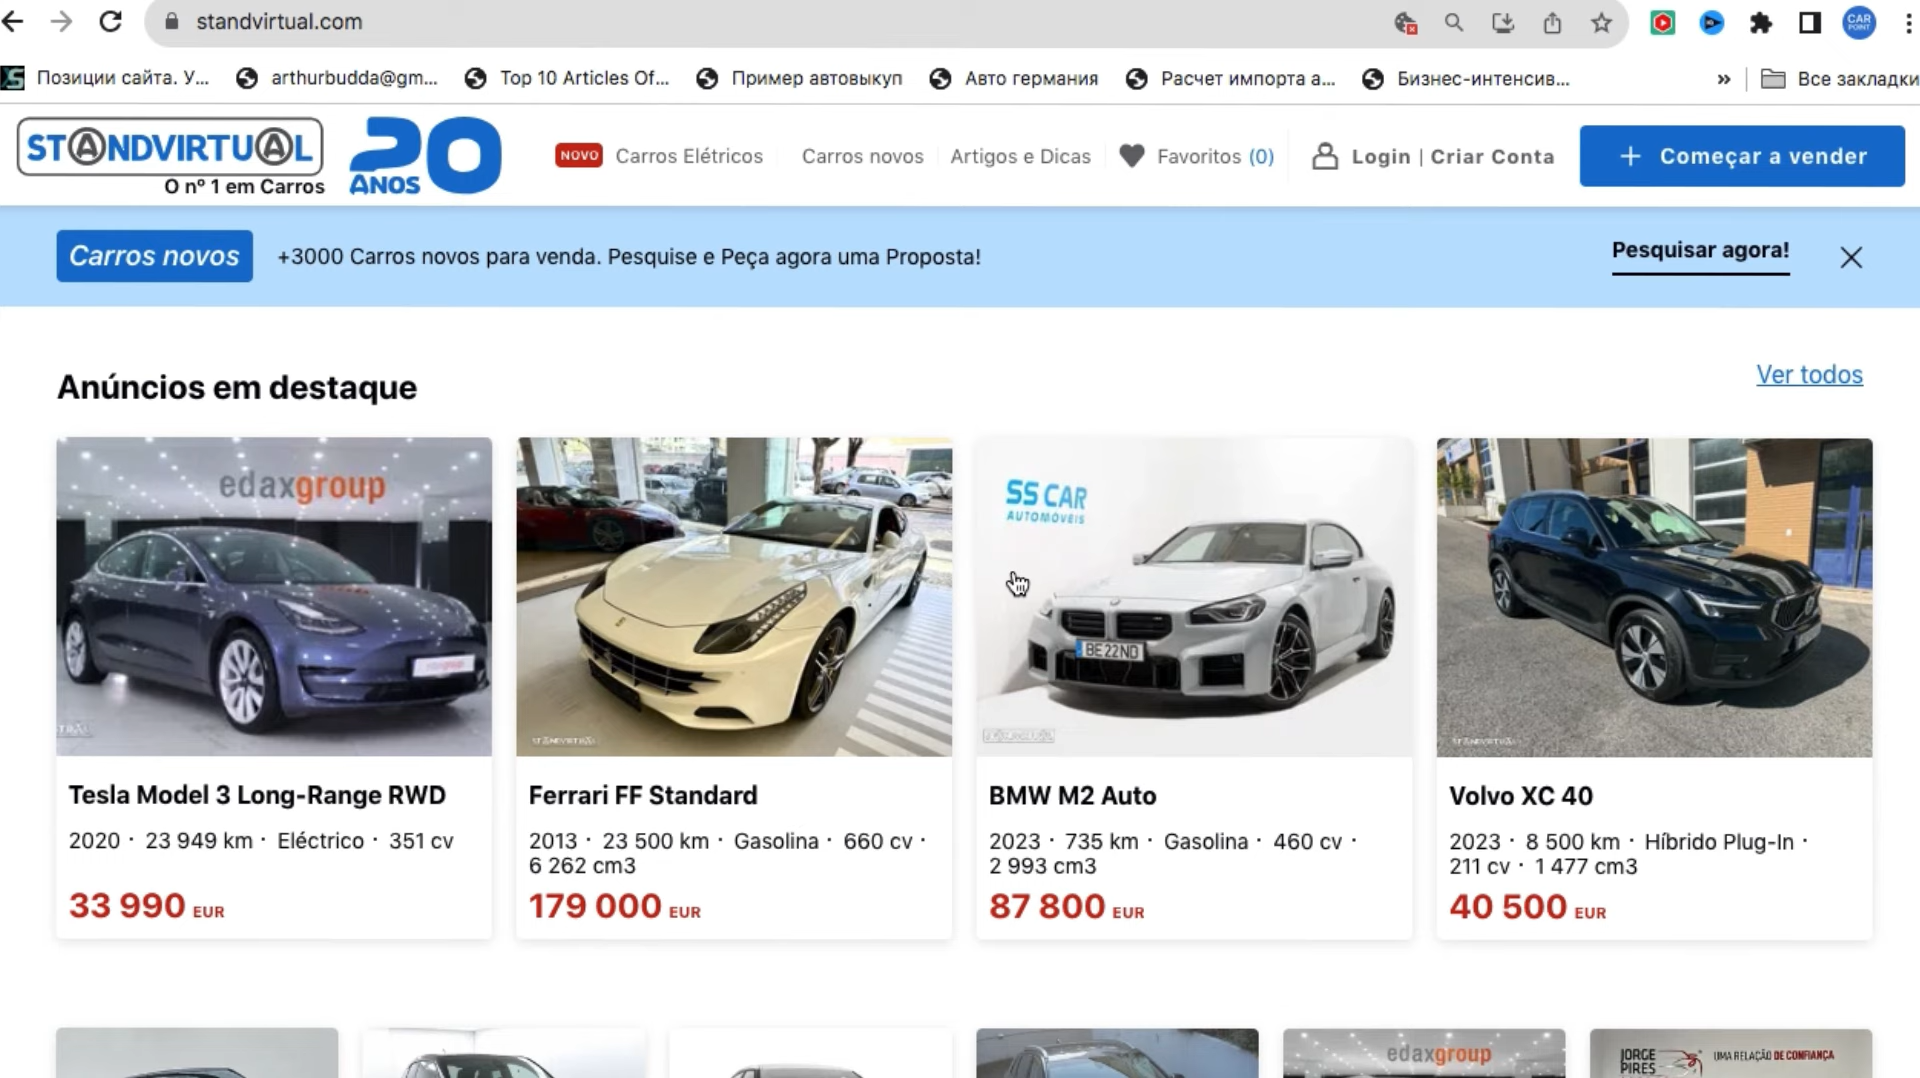 standvirtual.com
CAR POINT
Позиции сайта. У...
arthurbudda@gm...
Top 10 Articles Of...
Пример автовыкуп
Авто германия
Расчет импорта а...
Бизнес-интенсив...
»
Все закладки
STANDVIRTUAL
O nº 1 em Carros
20
ANOS
NOVO
Carros Elétricos
Carros novos
Artigos e Dicas
Favoritos (0)
Login | Criar Conta
+ Começar a vender
Carros novos
+3000 Carros novos para venda. Pesquise e Peça agora uma Proposta!
Pesquisar agora!
Anúncios em destaque
Ver todos
edaxgroup
edaxgroup
STANDVIRTUAL
SS CAR
AUTOMÓVEIS
BE22ND
STANDVIRTUAL
Tesla Model 3 Long-Range RWD
2020 · 23 949 km · Eléctrico · 351 cv
33 990 EUR
Ferrari FF Standard
2013 · 23 500 km · Gasolina · 660 cv ·
6 262 cm3
179 000 EUR
BMW M2 Auto
2023 · 735 km · Gasolina · 460 cv ·
2 993 cm3
87 800 EUR
Volvo XC 40
2023 · 8 500 km · Híbrido Plug-In ·
211 cv · 1 477 cm3
40 500 EUR
edaxgroup
JORGE
PIRES
UMA RELAÇÃO DE CONFIANÇA